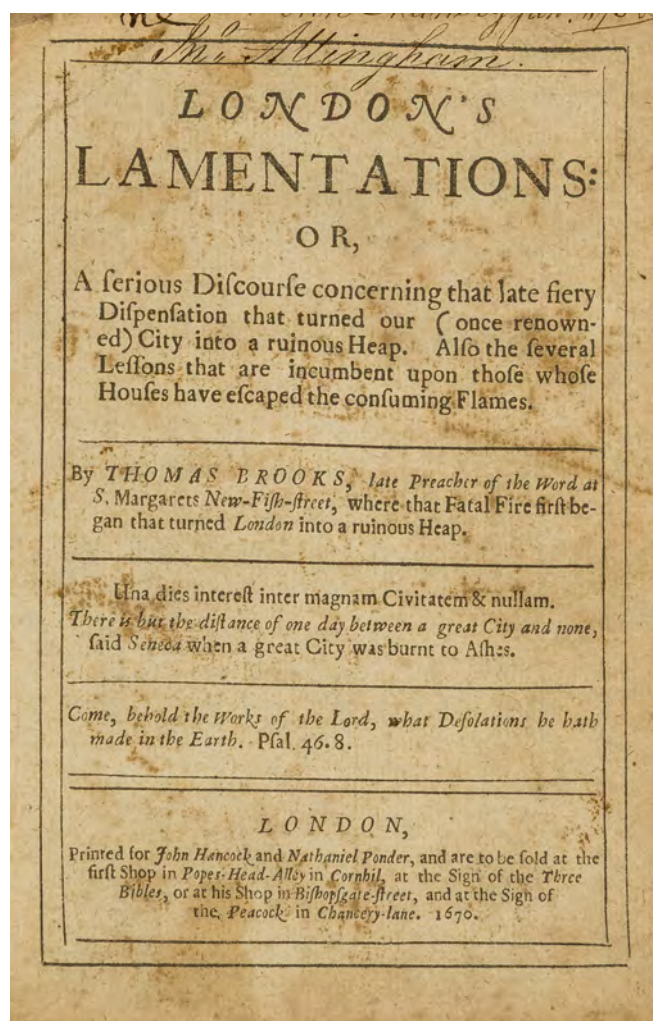 Jno Allingham.
LONDON'S
LAMENTATIONS:
OR,
A ſerious Diſcourſe concerning that late fiery
Diſpenſation that turned our (once renown-
ed) City into a ruinous Heap. Alſo the ſeveral
Leſſons that are incumbent upon thoſe whoſe
Houſes have eſcaped the conſuming Flames.
By THOMAS BROOKS, late Preacher of the Word at
S. Margarets New-Fiſh-ſtreet, where that Fatal Fire firſt be-
gan that turned London into a ruinous Heap.
Una dies intereſt inter magnam Civitatem & nullam.
There is but the diſtance of one day between a great City and none,
ſaid Seneca when a great City was burnt to Aſhes.
Come, behold the Works of the Lord, what Deſolations he hath
made in the Earth. Pſal. 46. 8.
LONDON,
Printed for John Hancock and Nathaniel Ponder, and are to be ſold at the
firſt Shop in Popes-Head-Alley in Cornhil, at the Sign of the Three
Bibles, or at his Shop in Biſhopſgate-ſtreet, and at the Sign of
the Peacock in Chancery-lane. 1670.